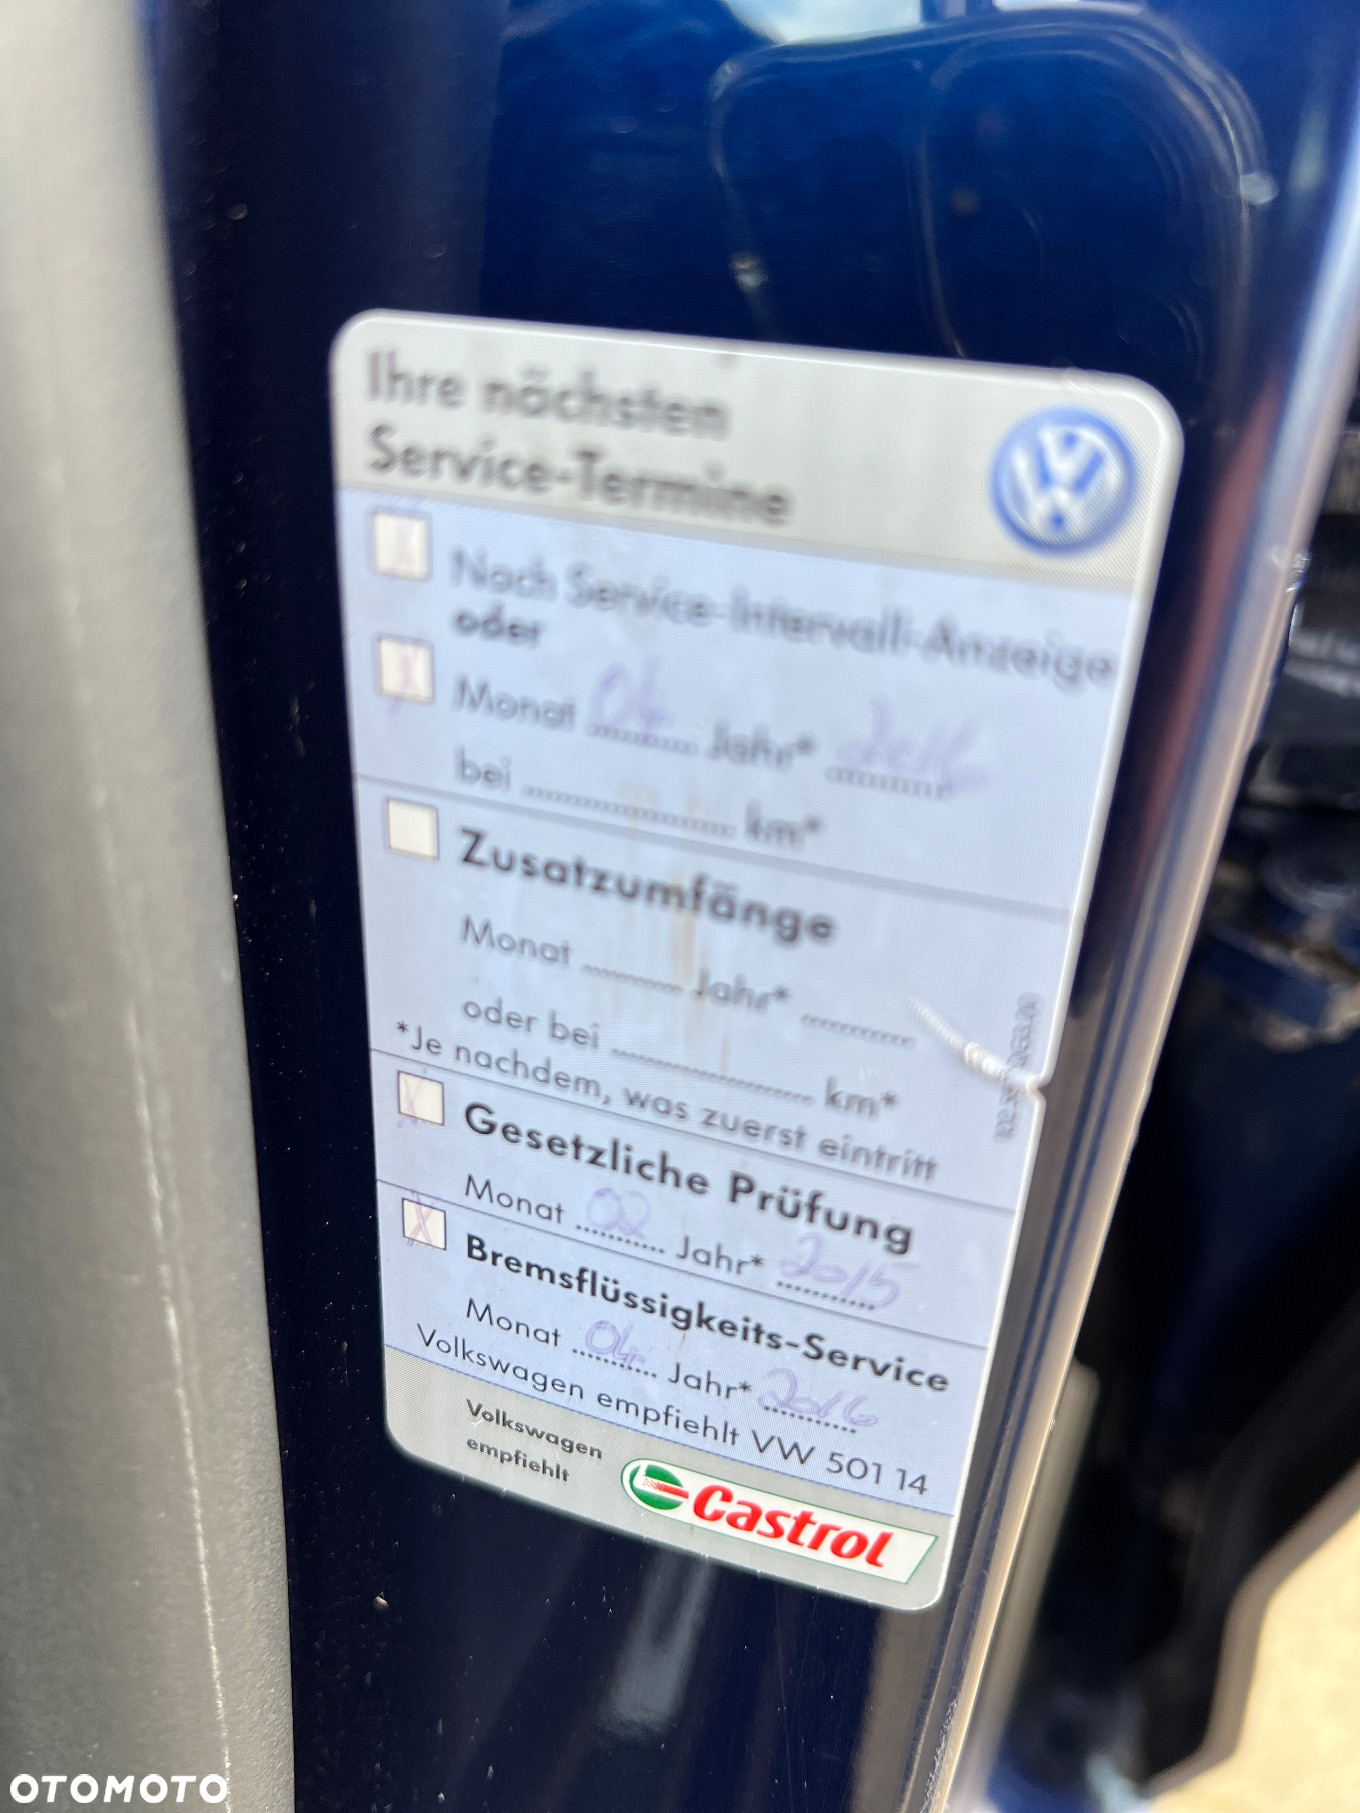 Ihre nächsten
Service-Termine
Nach Service-Intervall-Anzeige
oder
Monat 04 Jahr* 2016
bei ........ km*
Zusatzumfänge
Monat ........ Jahr* ........
oder bei ........ km*
*Je nachdem, was zuerst eintritt
Gesetzliche Prüfung
Monat 02 Jahr* 2015
Bremsflüssigkeits-Service
Monat 04 Jahr* 2016
Volkswagen empfiehlt VW 501 14
Volkswagen
empfiehlt
Castrol
OTOMOTO